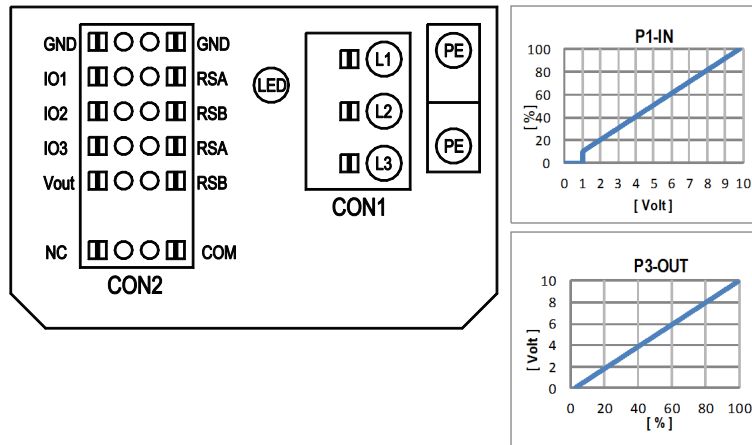 GND GND
IO1 RSA
IO2 RSB
IO3 RSA
Vout RSB
NC COM
CON2
LED
L1
L2
L3
CON1
PE
PE
P1-IN
[ % ]
100
80
60
40
20
0
0 1 2 3 4 5 6 7 8 9 10
[ Volt ]
P3-OUT
[ Volt ]
10
8
6
4
2
0
0 20 40 60 80 100
[ % ]